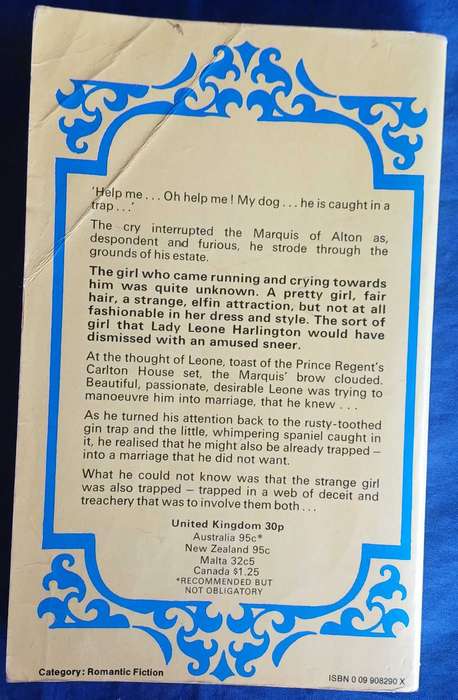 'Help me ... Oh help me! My dog ... he is caught in a
trap ...'
The cry interrupted the Marquis of Alton as,
despondent and furious, he strode through the
grounds of his estate.
The girl who came running and crying towards
him was quite unknown. A pretty girl, fair
hair, a strange, elfin attraction, but not at all
fashionable in her dress and style. The sort of
girl that Lady Leone Harlington would have
dismissed with an amused sneer.
At the thought of Leone, toast of the Prince Regent's
Carlton House set, the Marquis' brow clouded.
Beautiful, passionate, desirable Leone was trying to
manoeuvre him into marriage, that he knew ...
As he turned his attention back to the rusty-toothed
gin trap and the little, whimpering spaniel caught in
it, he realised that he might also be already trapped –
into a marriage that he did not want.
What he could not know was that the strange girl
was also trapped – trapped in a web of deceit and
treachery that was to involve them both ...
United Kingdom 30p
Australia 95c*
New Zealand 95c
Malta 32c5
Canada $1.25
*RECOMMENDED BUT
NOT OBLIGATORY
Category: Romantic Fiction
ISBN 0 09 908290 X